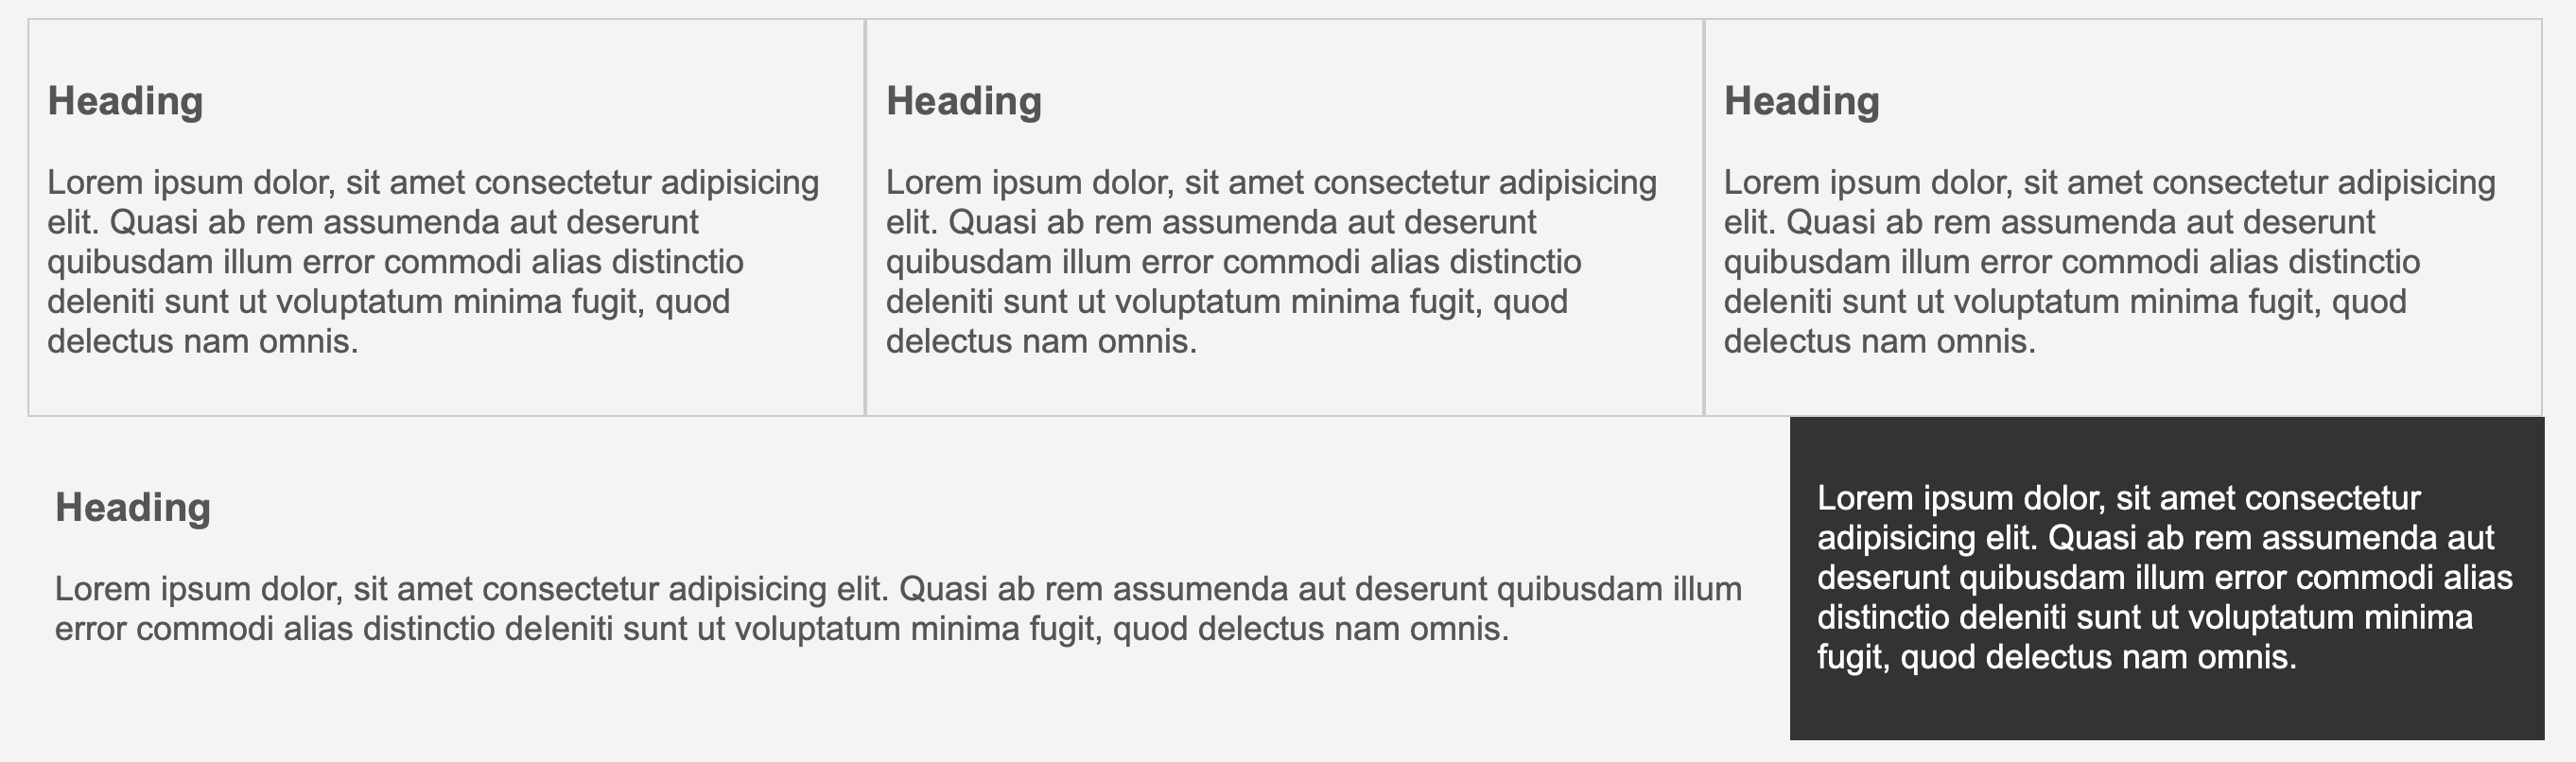 Heading
Lorem ipsum dolor, sit amet consectetur adipisicing
elit. Quasi ab rem assumenda aut deserunt
quibusdam illum error commodi alias distinctio
deleniti sunt ut voluptatum minima fugit, quod
delectus nam omnis.
Heading
Lorem ipsum dolor, sit amet consectetur adipisicing
elit. Quasi ab rem assumenda aut deserunt
quibusdam illum error commodi alias distinctio
deleniti sunt ut voluptatum minima fugit, quod
delectus nam omnis.
Heading
Lorem ipsum dolor, sit amet consectetur adipisicing
elit. Quasi ab rem assumenda aut deserunt
quibusdam illum error commodi alias distinctio
deleniti sunt ut voluptatum minima fugit, quod
delectus nam omnis.
Heading
Lorem ipsum dolor, sit amet consectetur adipisicing elit. Quasi ab rem assumenda aut deserunt quibusdam illum
error commodi alias distinctio deleniti sunt ut voluptatum minima fugit, quod delectus nam omnis.
Lorem ipsum dolor, sit amet consectetur
adipisicing elit. Quasi ab rem assumenda aut
deserunt quibusdam illum error commodi alias
distinctio deleniti sunt ut voluptatum minima
fugit, quod delectus nam omnis.